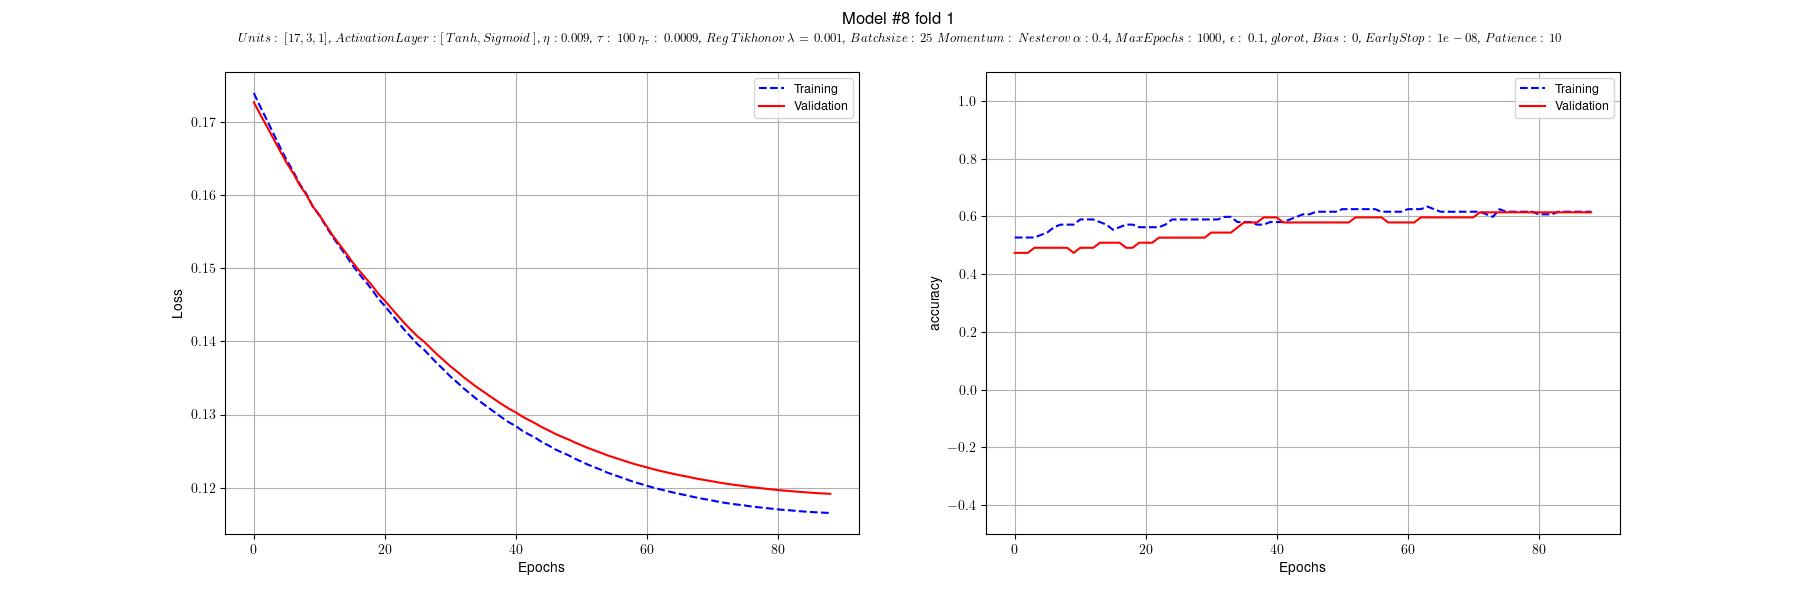 Model #8 fold 1
Units : [17, 3, 1], ActivationLayer : [ Tanh, Sigmoid ], η : 0.009, τ : 100 η_τ : 0.0009, Reg Tikhonov λ = 0.001, Batchsize : 25 Momentum : Nesterov α : 0.4, MaxEpochs : 1000, ϵ : 0.1, glorot, Bias : 0, EarlyStop : 1e − 08, Patience : 10
Training
Validation
0.17
0.16
0.15
0.14
0.13
0.12
Loss
0 20 40 60 80
Epochs
Training
Validation
1.0
0.8
0.6
0.4
0.2
0.0
−0.2
−0.4
accuracy
0 20 40 60 80
Epochs